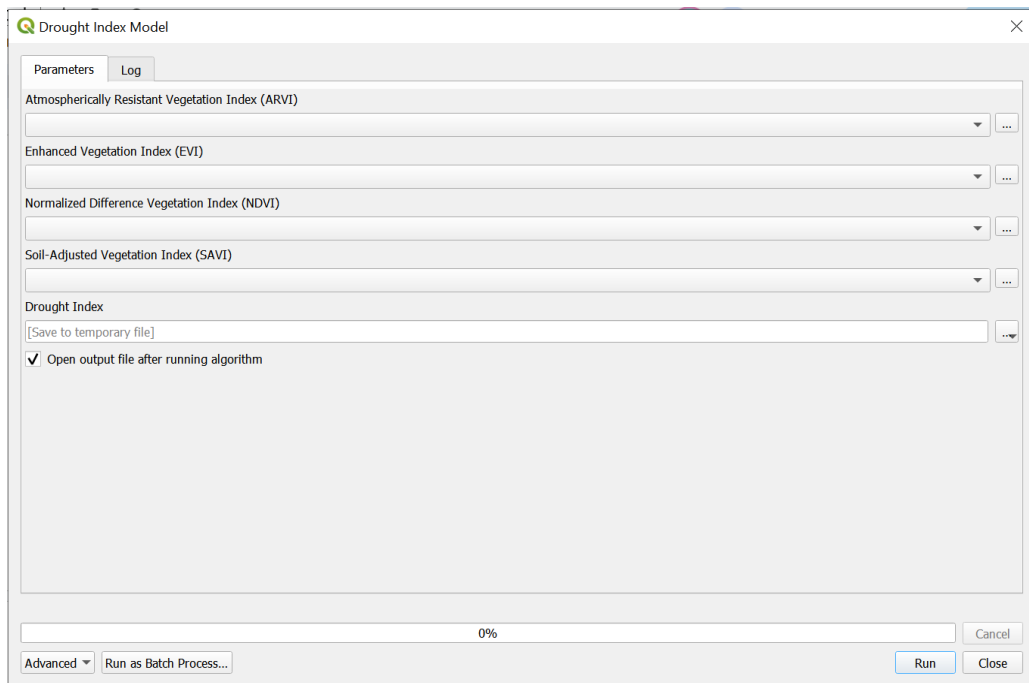 Drought Index Model
Parameters Log
Atmospherically Resistant Vegetation Index (ARVI)
...
Enhanced Vegetation Index (EVI)
...
Normalized Difference Vegetation Index (NDVI)
...
Soil-Adjusted Vegetation Index (SAVI)
...
Drought Index
[Save to temporary file] ...
Open output file after running algorithm
0% Cancel
Advanced Run as Batch Process... Run Close